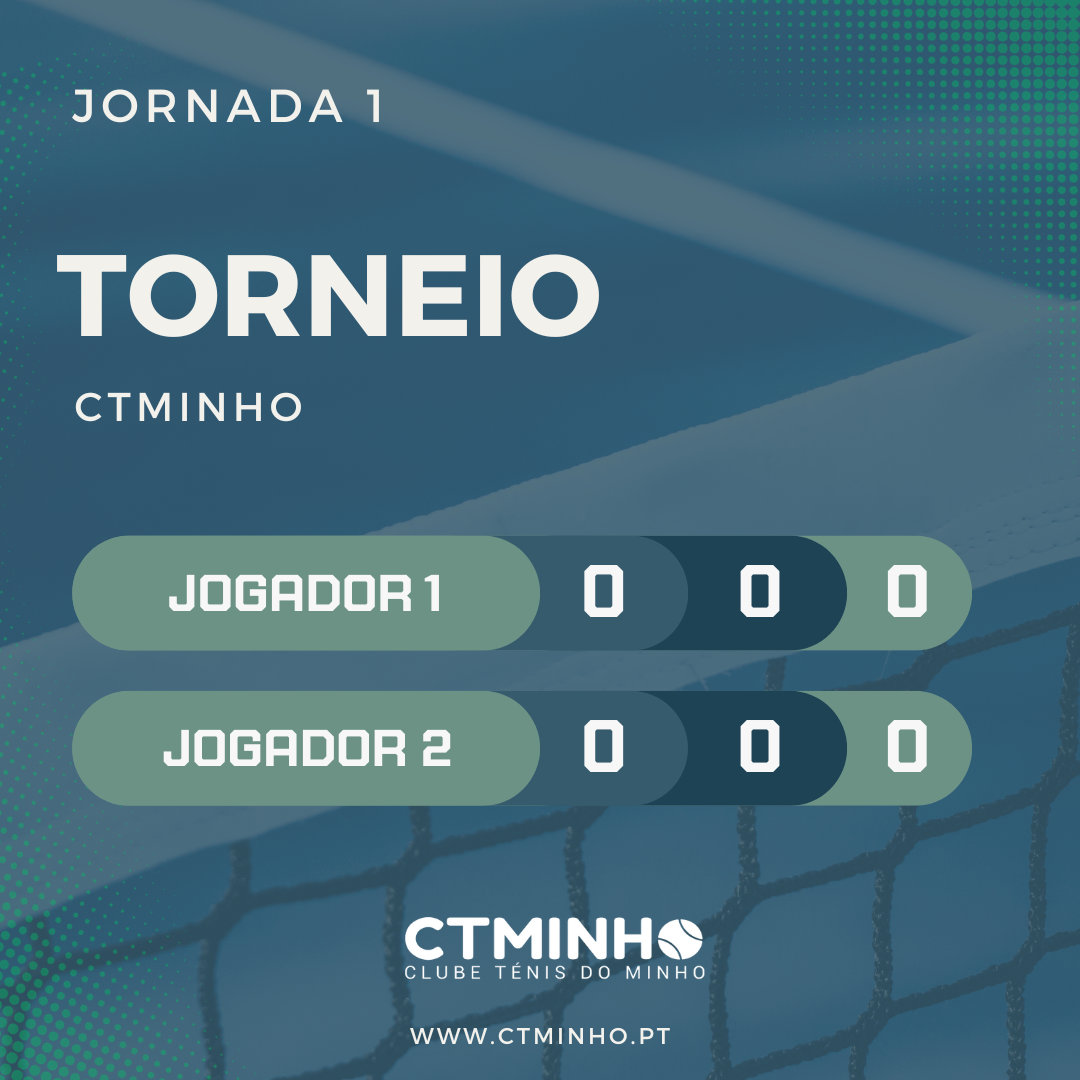 JORNADA 1
TORNEIO
CTMINHO
JOGADOR 1 0 0 0
JOGADOR 2 0 0 0
CTMINHO
CLUBE TÉNIS DO MINHO
WWW.CTMINHO.PT